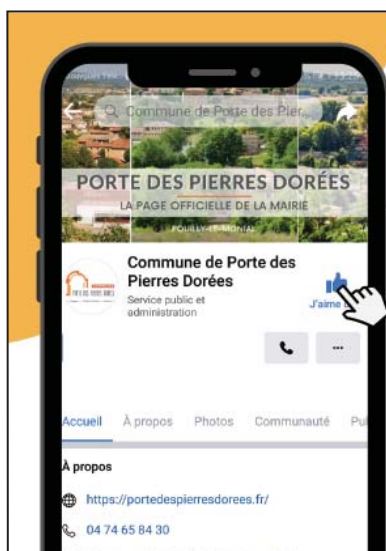 Commune de Porte des Pier...
PORTE DES PIERRES DORÉES
LA PAGE OFFICIELLE DE LA MAIRIE
POUILLY-LE-MONIAL
Commune de Porte des
Pierres Dorées
Service public et
administration
J'aime
Accueil À propos Photos Communauté Pu
À propos
https://portedespierresdorees.fr/
04 74 65 84 30